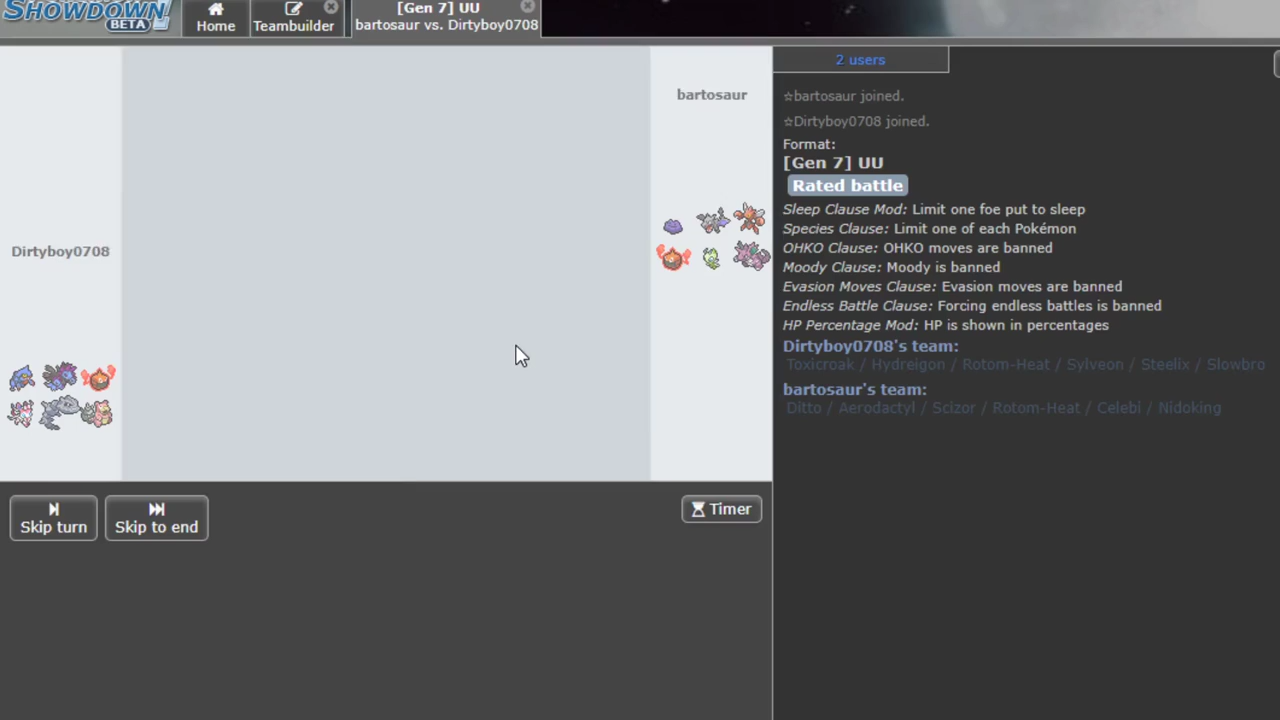 SHOWDOWN
BETA
Home
Teambuilder
[Gen 7] UU
bartosaur vs. Dirtyboy0708
Dirtyboy0708
bartosaur
Skip turn
Skip to end
Timer
2 users
☆bartosaur joined.
☆Dirtyboy0708 joined.
Format:
[Gen 7] UU
Rated battle
Sleep Clause Mod: Limit one foe put to sleep
Species Clause: Limit one of each Pokémon
OHKO Clause: OHKO moves are banned
Moody Clause: Moody is banned
Evasion Moves Clause: Evasion moves are banned
Endless Battle Clause: Forcing endless battles is banned
HP Percentage Mod: HP is shown in percentages
Dirtyboy0708's team:
Toxicroak / Hydreigon / Rotom-Heat / Sylveon / Steelix / Slowbro
bartosaur's team:
Ditto / Aerodactyl / Scizor / Rotom-Heat / Celebi / Nidoking